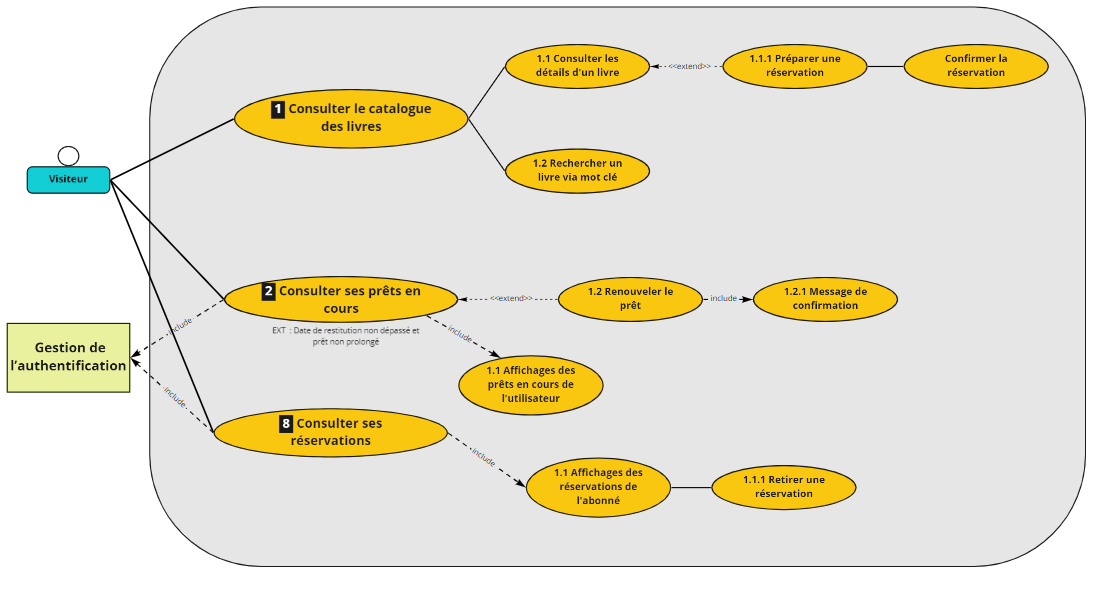 1.1 Consulter les
détails d'un livre
<<extend>>
1.1.1 Préparer une
réservation
Confirmer la
réservation
1 Consulter le catalogue
des livres
1.2 Rechercher un
livre via mot clé
Visiteur
2 Consulter ses prêts en
cours
<<extend>>
1.2 Renouveler le
prêt
include
1.2.1 Message de
confirmation
include
EXT : Date de restitution non dépassé et
prêt non prolongé
include
Gestion de
l'authentification
1.1 Affichages des
prêts en cours de
l'utilisateur
include
8 Consulter ses
réservations
include
1.1 Affichages des
réservations de
l'abonné
1.1.1 Retirer une
réservation